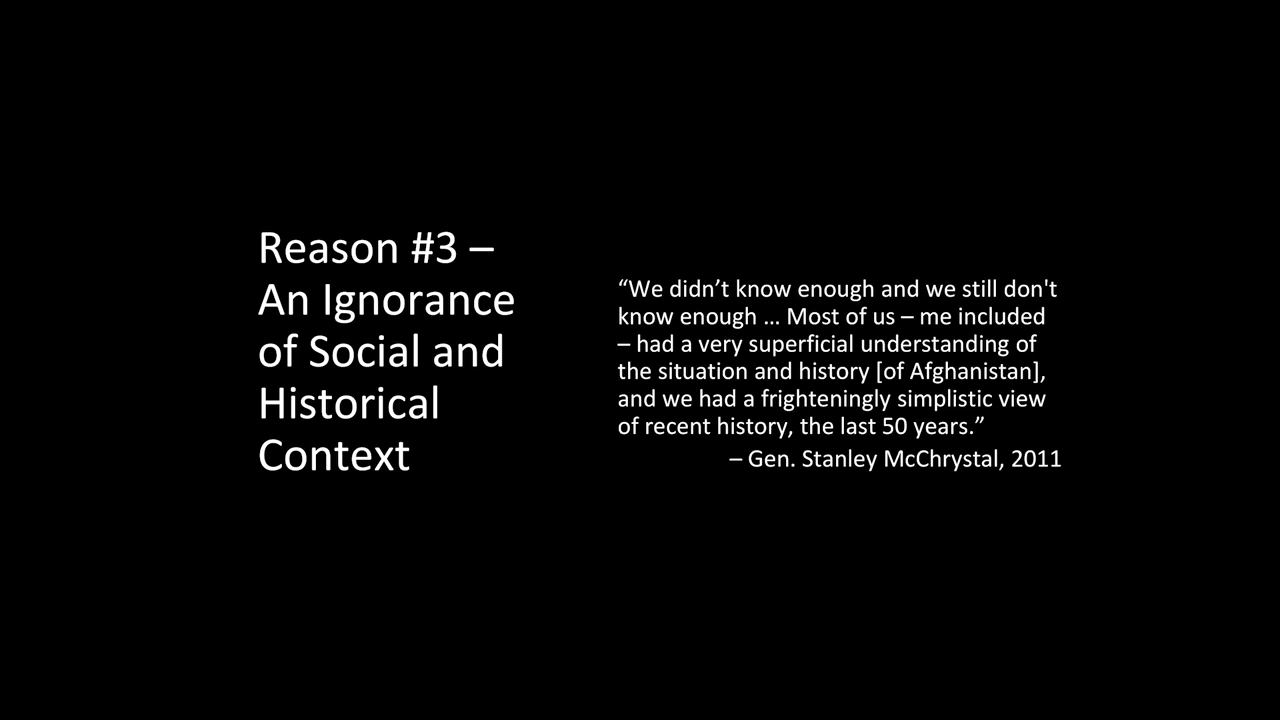 Reason #3 –
An Ignorance
of Social and
Historical
Context
“We didn’t know enough and we still don't
know enough … Most of us – me included
– had a very superficial understanding of
the situation and history [of Afghanistan],
and we had a frighteningly simplistic view
of recent history, the last 50 years.”
– Gen. Stanley McChrystal, 2011